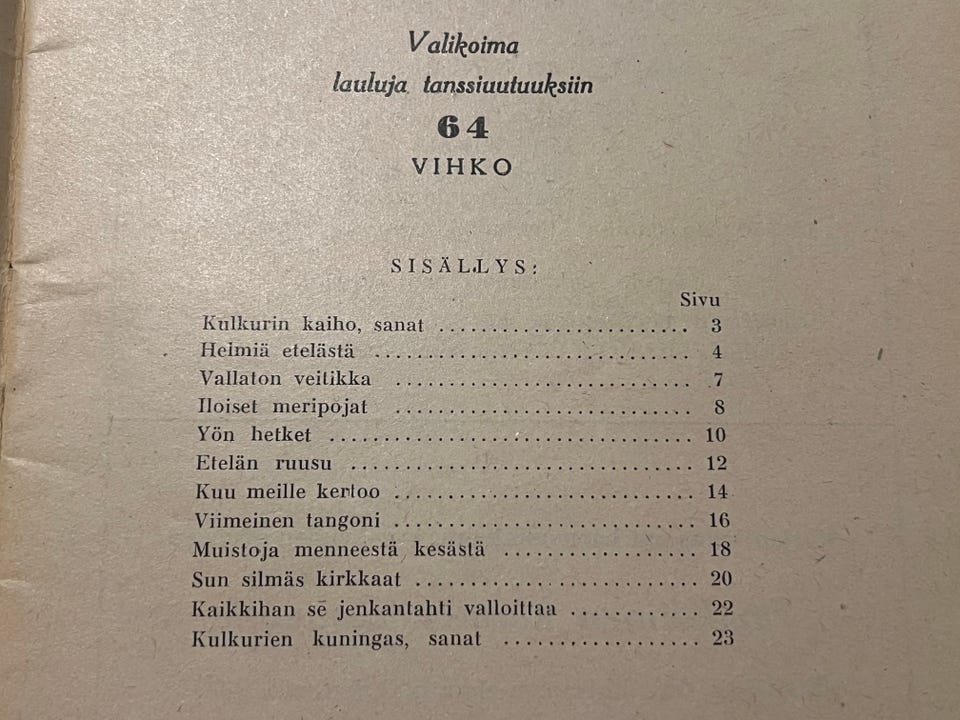 Valikoima
lauluja tanssiuutuuksiin
64
VIHKO
SISÄLLYS:
Sivu
Kulkurin kaiho, sanat ........................ 3
Helmiä etelästä ............................. 4
Vallaton veitikka ........................... 7
Iloiset meripojat ........................... 8
Yön hetket ................................. 10
Etelän ruusu ............................... 12
Kuu meille kertoo ........................... 14
Viimeinen tangoni ........................... 16
Muistoja menneestä kesästä .................. 18
Sun silmäs kirkkaat ......................... 20
Kaikkihan se jenkantahti valloittaa ............ 22
Kulkurien kuningas, sanat .................. 23